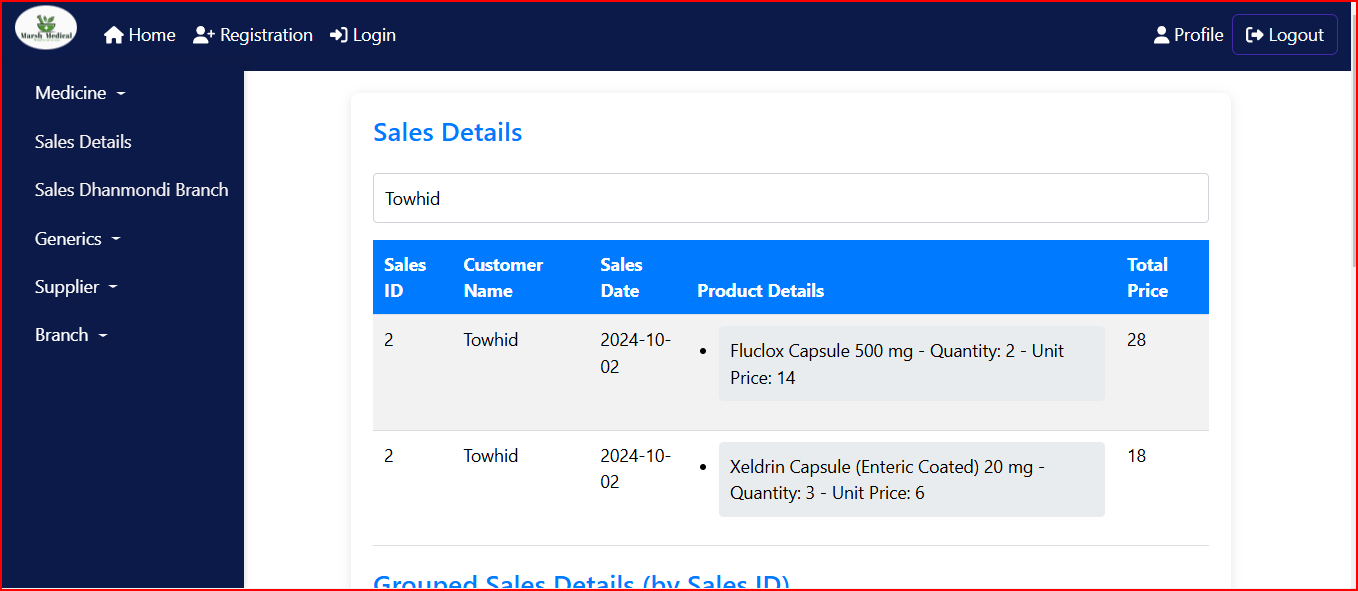 Marsh Medical
Home Registration Login Profile Logout
Medicine
Sales Details
Sales Dhanmondi Branch
Generics
Supplier
Branch
Sales Details
Towhid
Sales ID Customer Name Sales Date Product Details Total Price
2 Towhid 2024-10-02 Fluclox Capsule 500 mg - Quantity: 2 - Unit
Price: 14 28
2 Towhid 2024-10-02 Xeldrin Capsule (Enteric Coated) 20 mg -
Quantity: 3 - Unit Price: 6 18
Grouped Sales Details (by Sales ID)